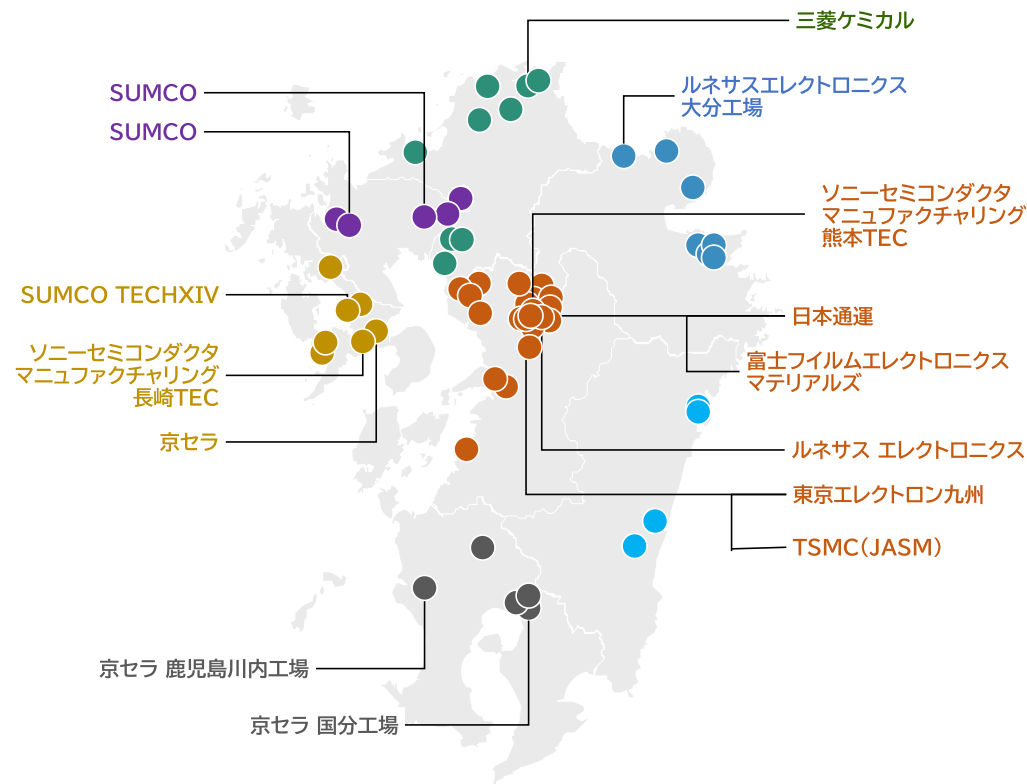 三菱ケミカル
SUMCO
SUMCO
ルネサスエレクトロニクス
大分工場
ソニーセミコンダクタ
マニュファクチャリング
熊本TEC
SUMCO TECHXIV
日本通運
ソニーセミコンダクタ
マニュファクチャリング
長崎TEC
富士フイルムエレクトロニクス
マテリアルズ
京セラ
ルネサス エレクトロニクス
東京エレクトロン九州
TSMC(JASM)
京セラ 鹿児島川内工場
京セラ 国分工場